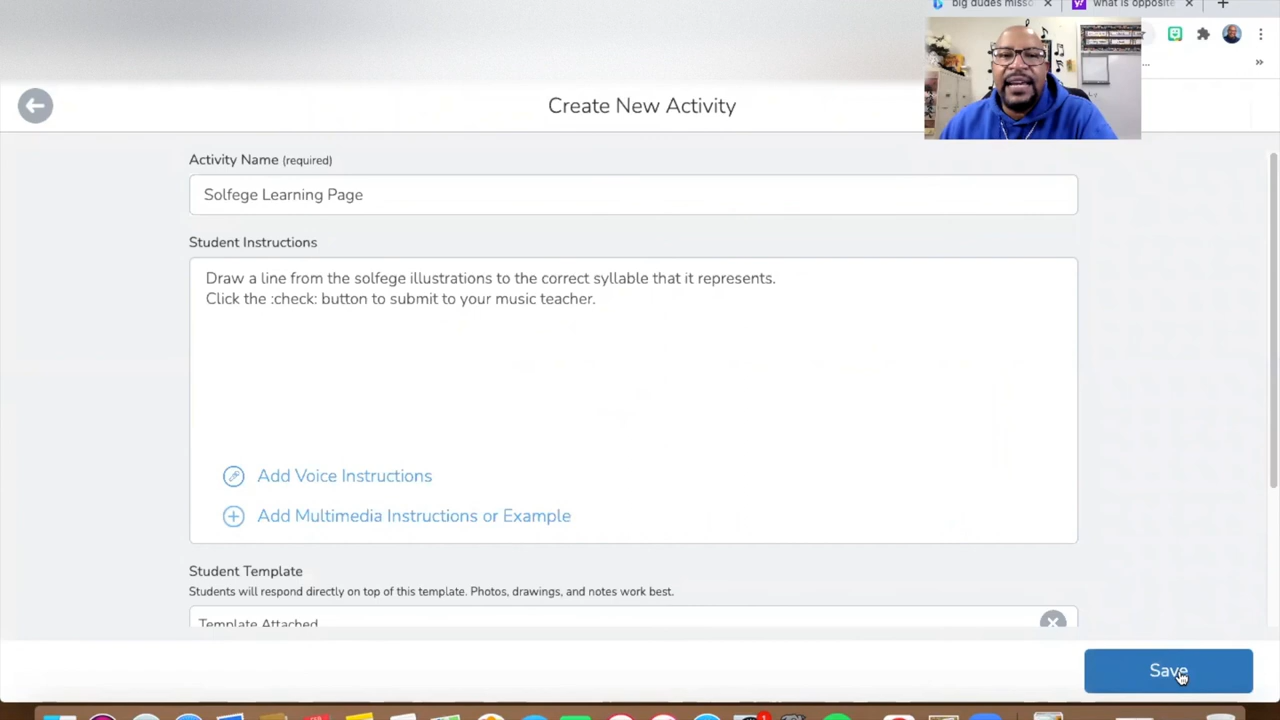 big dudes misso
what is opposite
Create New Activity
Activity Name (required)
Solfege Learning Page
Student Instructions
Draw a line from the solfege illustrations to the correct syllable that it represents.
Click the :check: button to submit to your music teacher.
Add Voice Instructions
Add Multimedia Instructions or Example
Student Template
Students will respond directly on top of this template. Photos, drawings, and notes work best.
Template Attached
Save